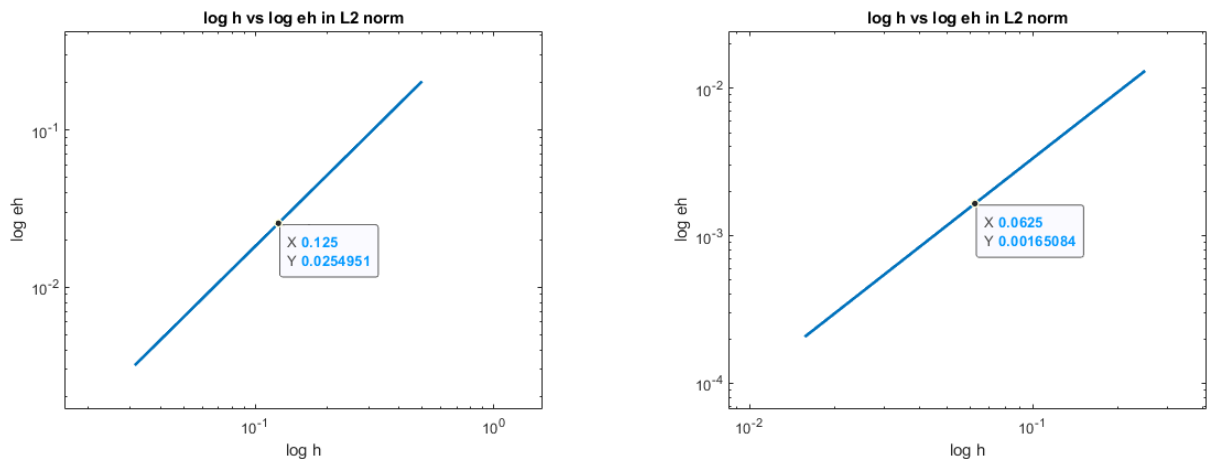 log h vs log eh in L2 norm
10^-1
10^-2
log eh
X 0.125
Y 0.0254951
10^-1
10^0
log h
log h vs log eh in L2 norm
10^-2
10^-3
10^-4
log eh
X 0.0625
Y 0.00165084
10^-2
10^-1
log h